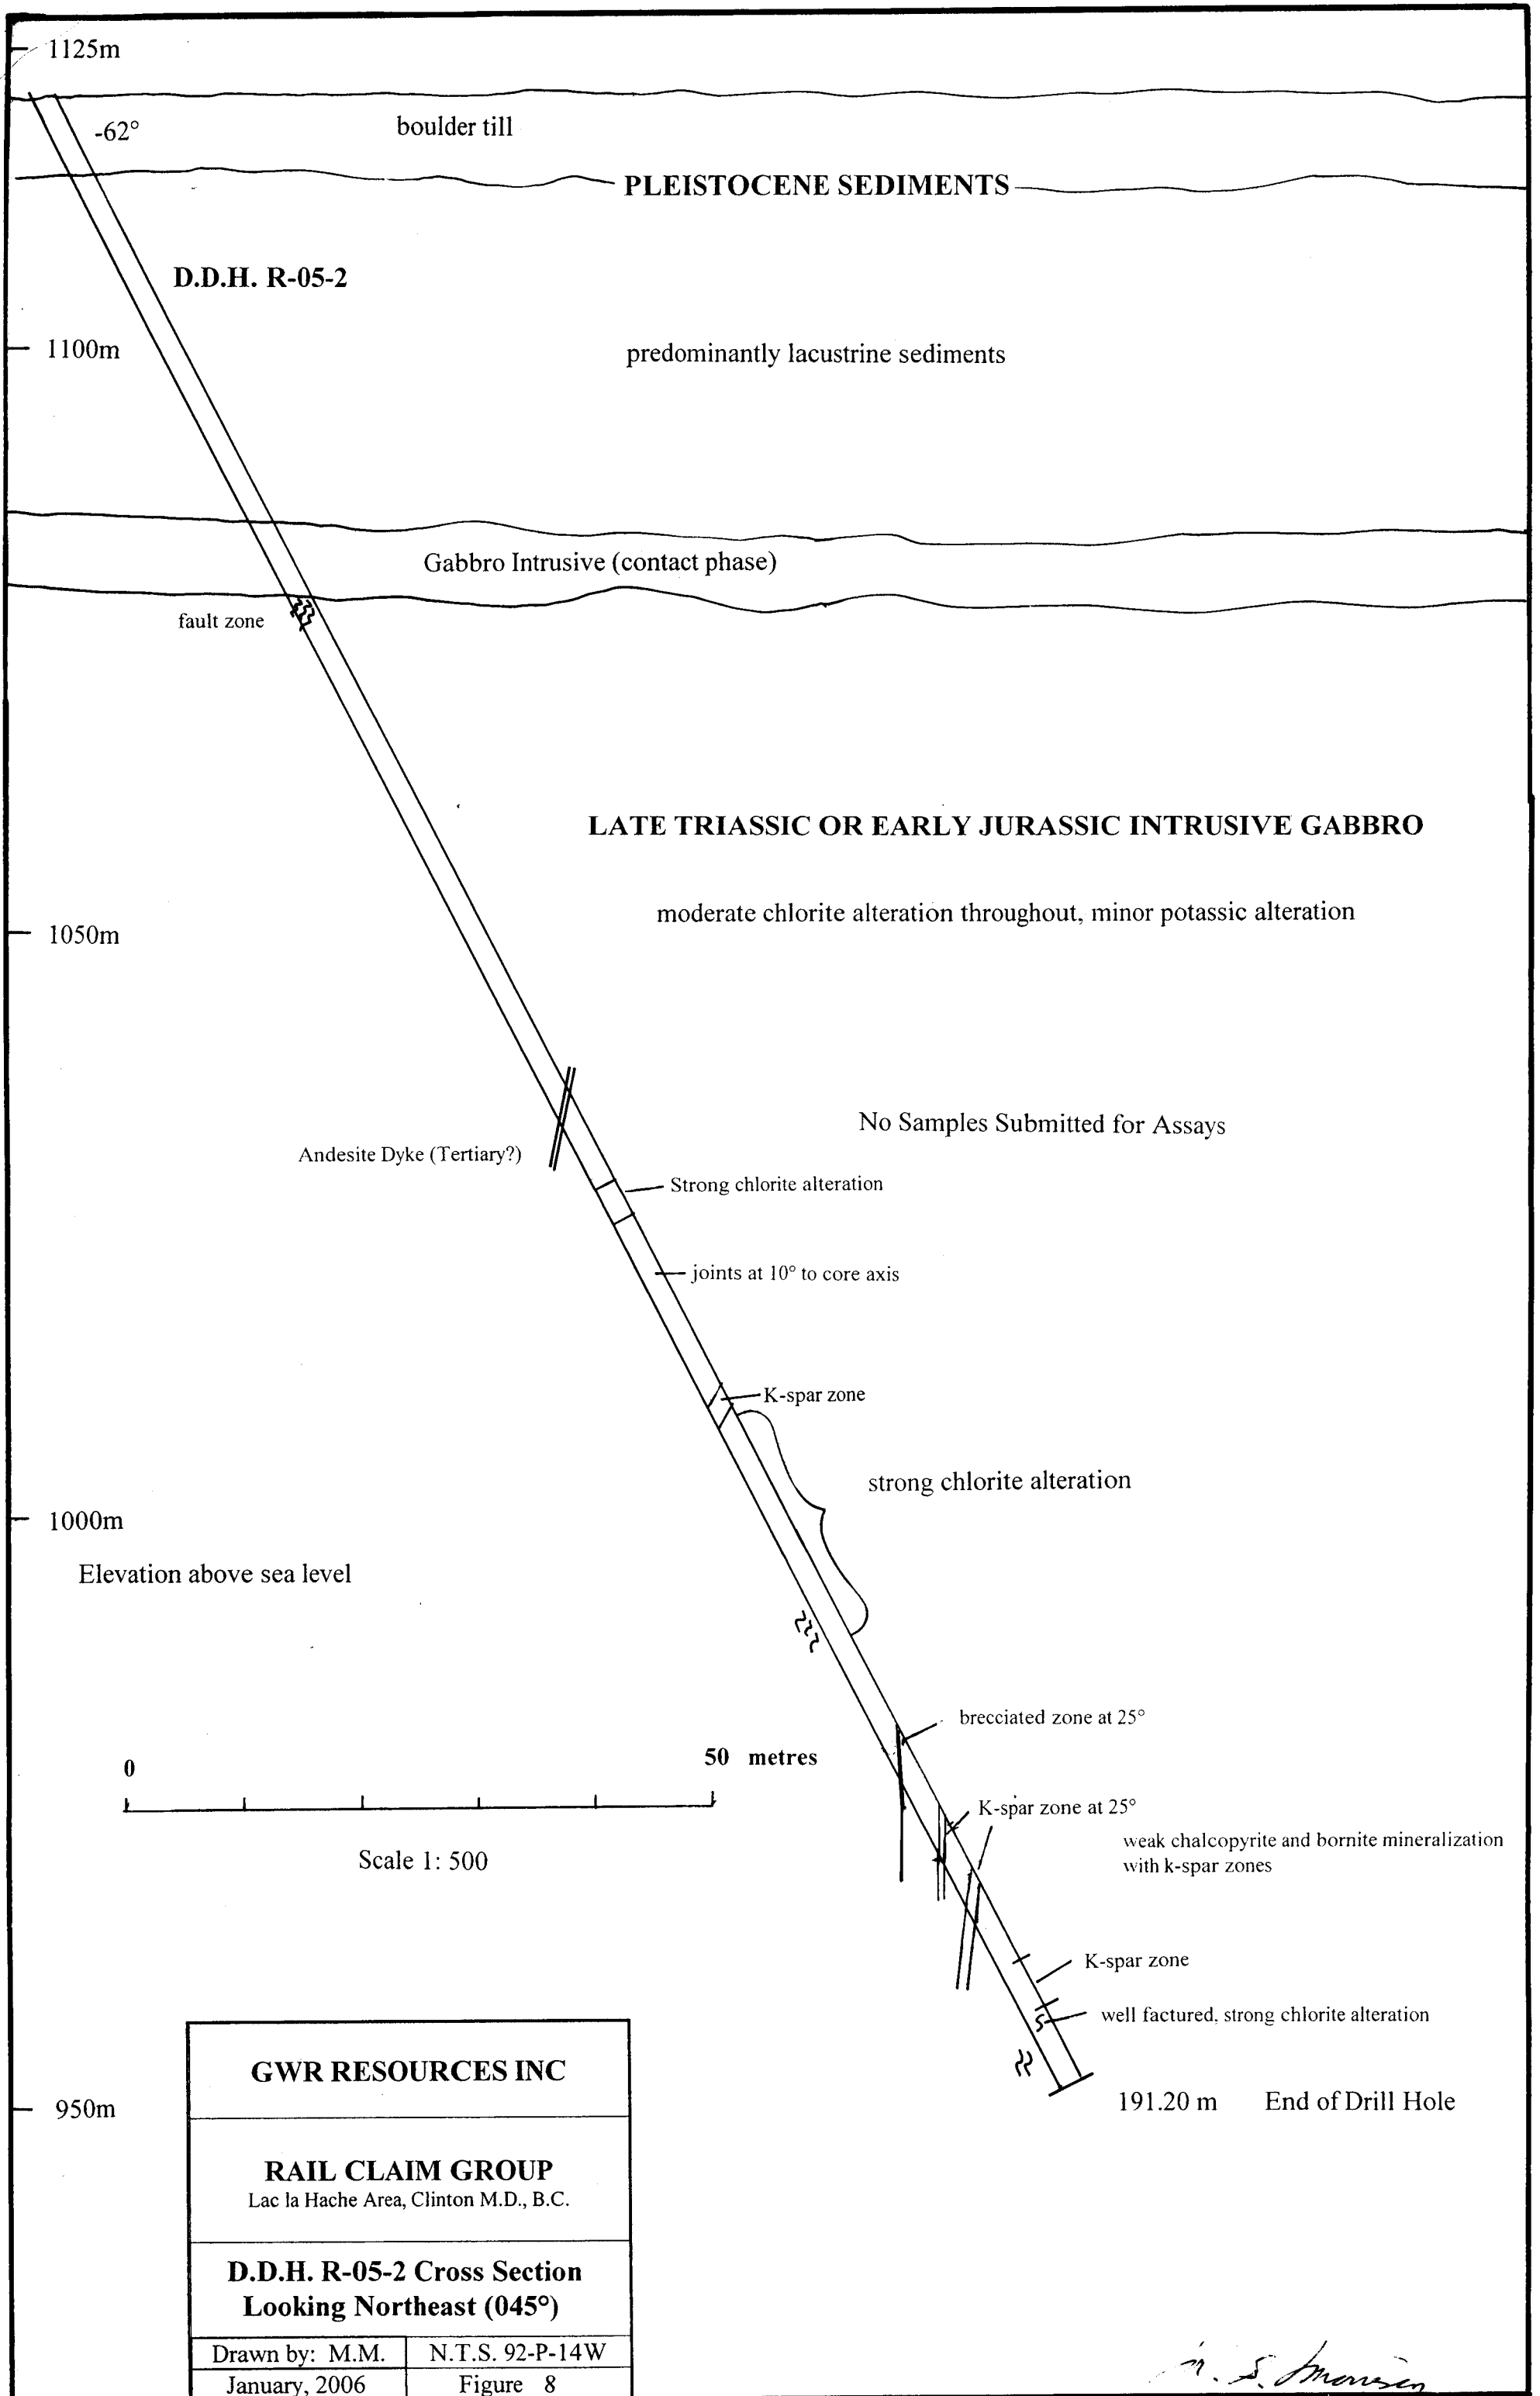 1125m
-62°
boulder till
PLEISTOCENE SEDIMENTS
D.D.H. R-05-2
1100m
predominantly lacustrine sediments
Gabbro Intrusive (contact phase)
fault zone
LATE TRIASSIC OR EARLY JURASSIC INTRUSIVE GABBRO
moderate chlorite alteration throughout, minor potassic alteration
1050m
No Samples Submitted for Assays
Andesite Dyke (Tertiary?)
Strong chlorite alteration
joints at 10° to core axis
K-spar zone
strong chlorite alteration
1000m
Elevation above sea level
brecciated zone at 25°
0
50 metres
K-spar zone at 25°
weak chalcopyrite and bornite mineralization
with k-spar zones
Scale 1: 500
K-spar zone
well factured, strong chlorite alteration
191.20 m End of Drill Hole
950m
GWR RESOURCES INC
RAIL CLAIM GROUP
Lac la Hache Area, Clinton M.D., B.C.
D.D.H. R-05-2 Cross Section
Looking Northeast (045°)
Drawn by: M.M.
N.T.S. 92-P-14W
January, 2006
Figure 8